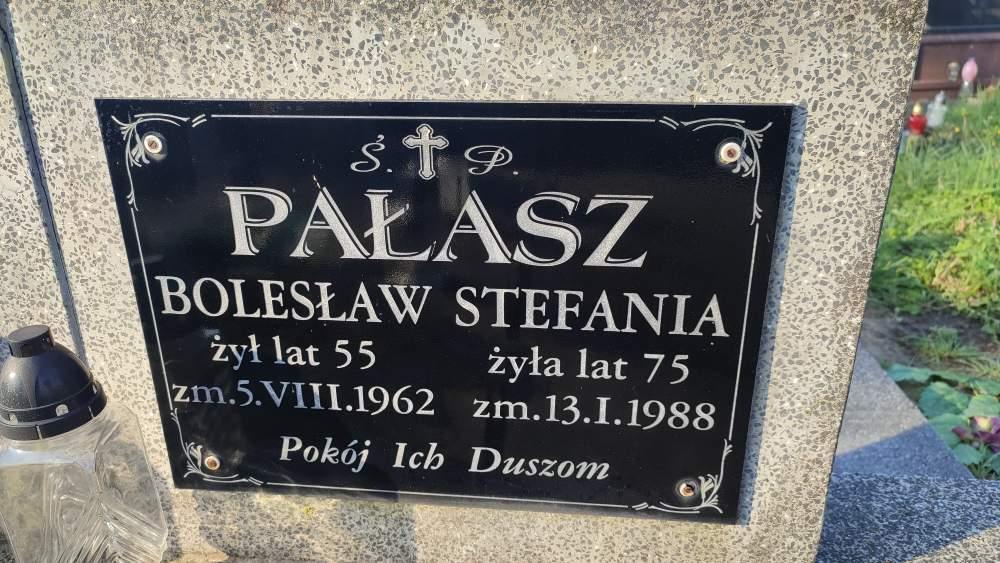 Ś. P.
PAŁASZ
BOLESŁAW STEFANIA
żył lat 55 żyła lat 75
zm.5.VIII.1962 zm.13.I.1988
Pokój Ich Duszom